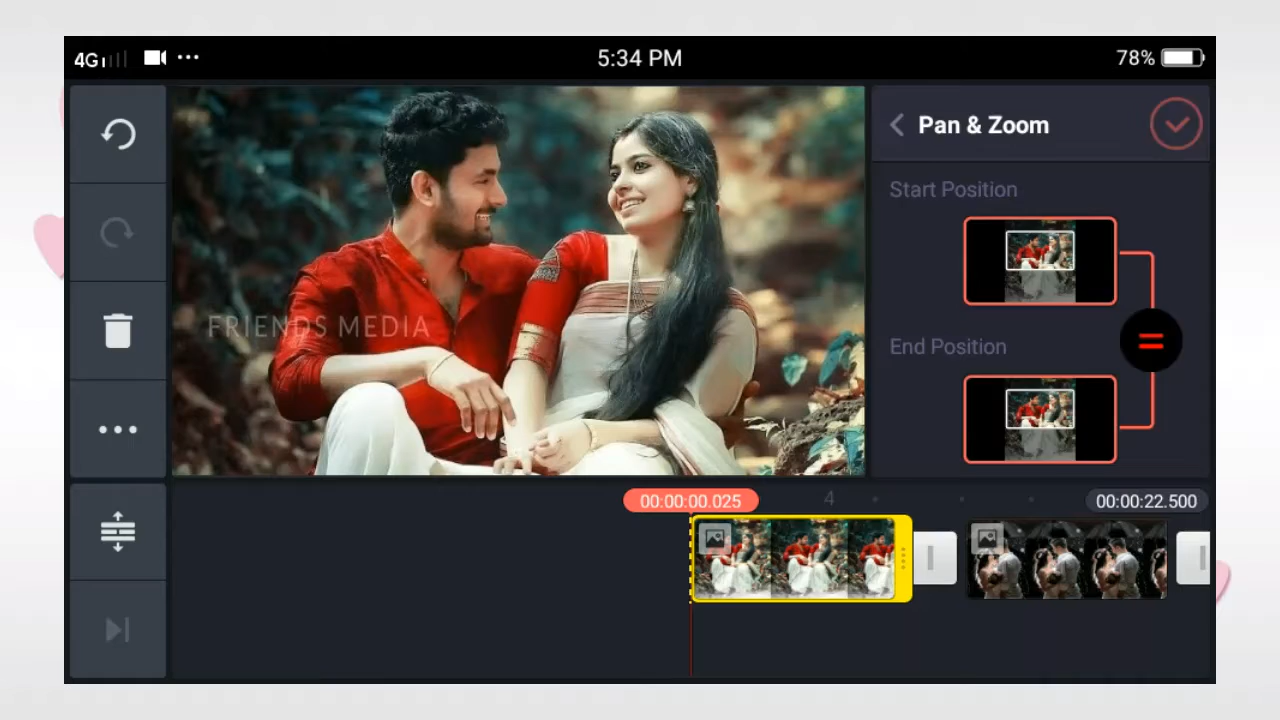 4G 5:34 PM 78%
Pan & Zoom
Start Position
FRIENDS MEDIA
End Position
00:00:00.025 4 00:00:22.500